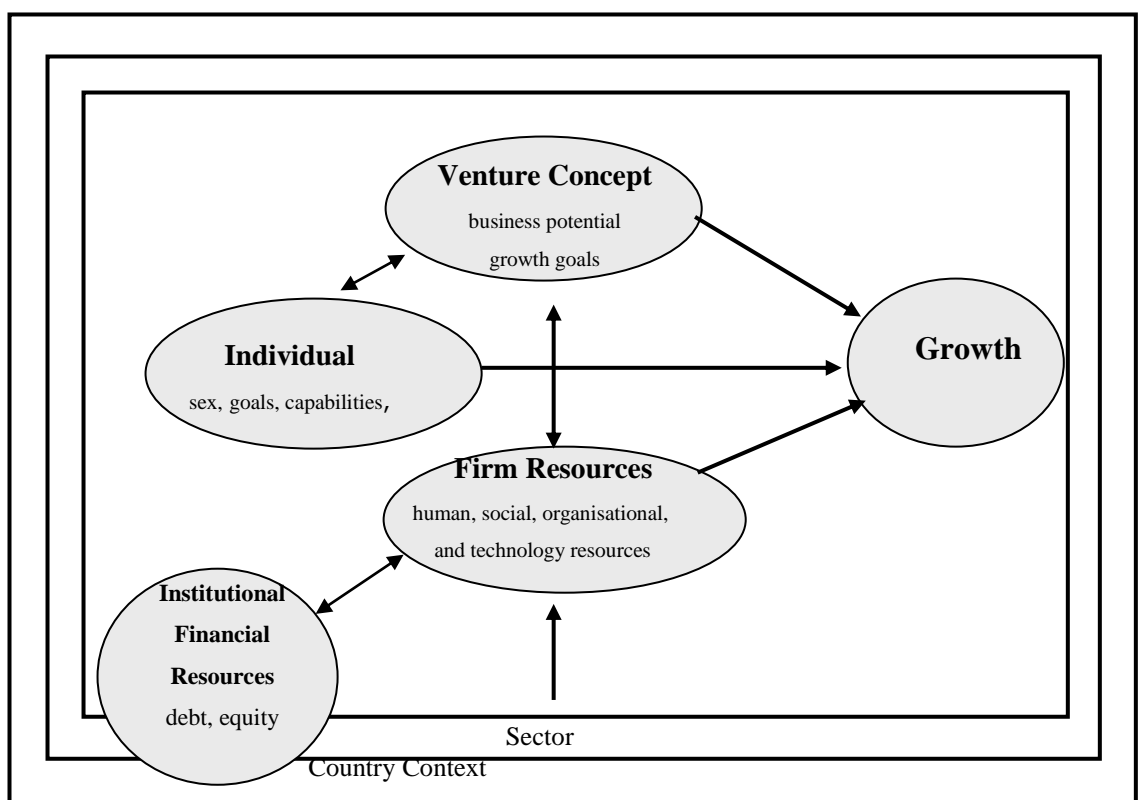 Venture Concept
business potential
growth goals
Individual
sex, goals, capabilities,
Growth
Firm Resources
human, social, organisational,
and technology resources
Institutional
Financial
Resources
debt, equity
Sector
Country Context